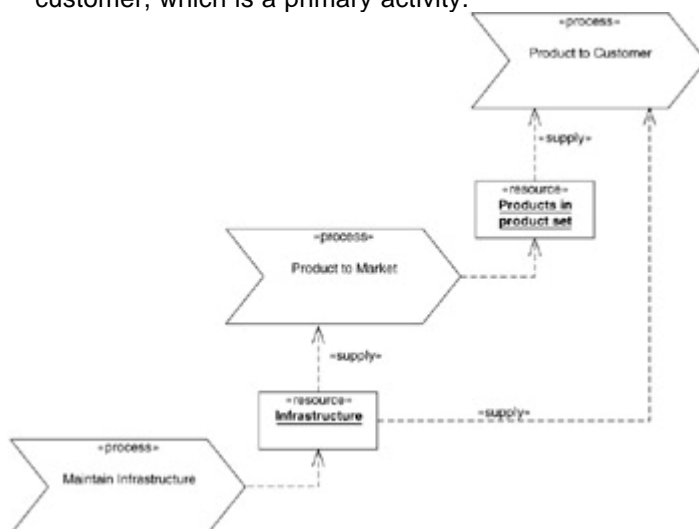 customer, which is a primary activity.
«process»
Product to Customer
«supply»
«resource»
Products in
product set
«process»
Product to Market
«supply»
«resource»
Infrastructure
«supply»
«process»
Maintain Infrastructure